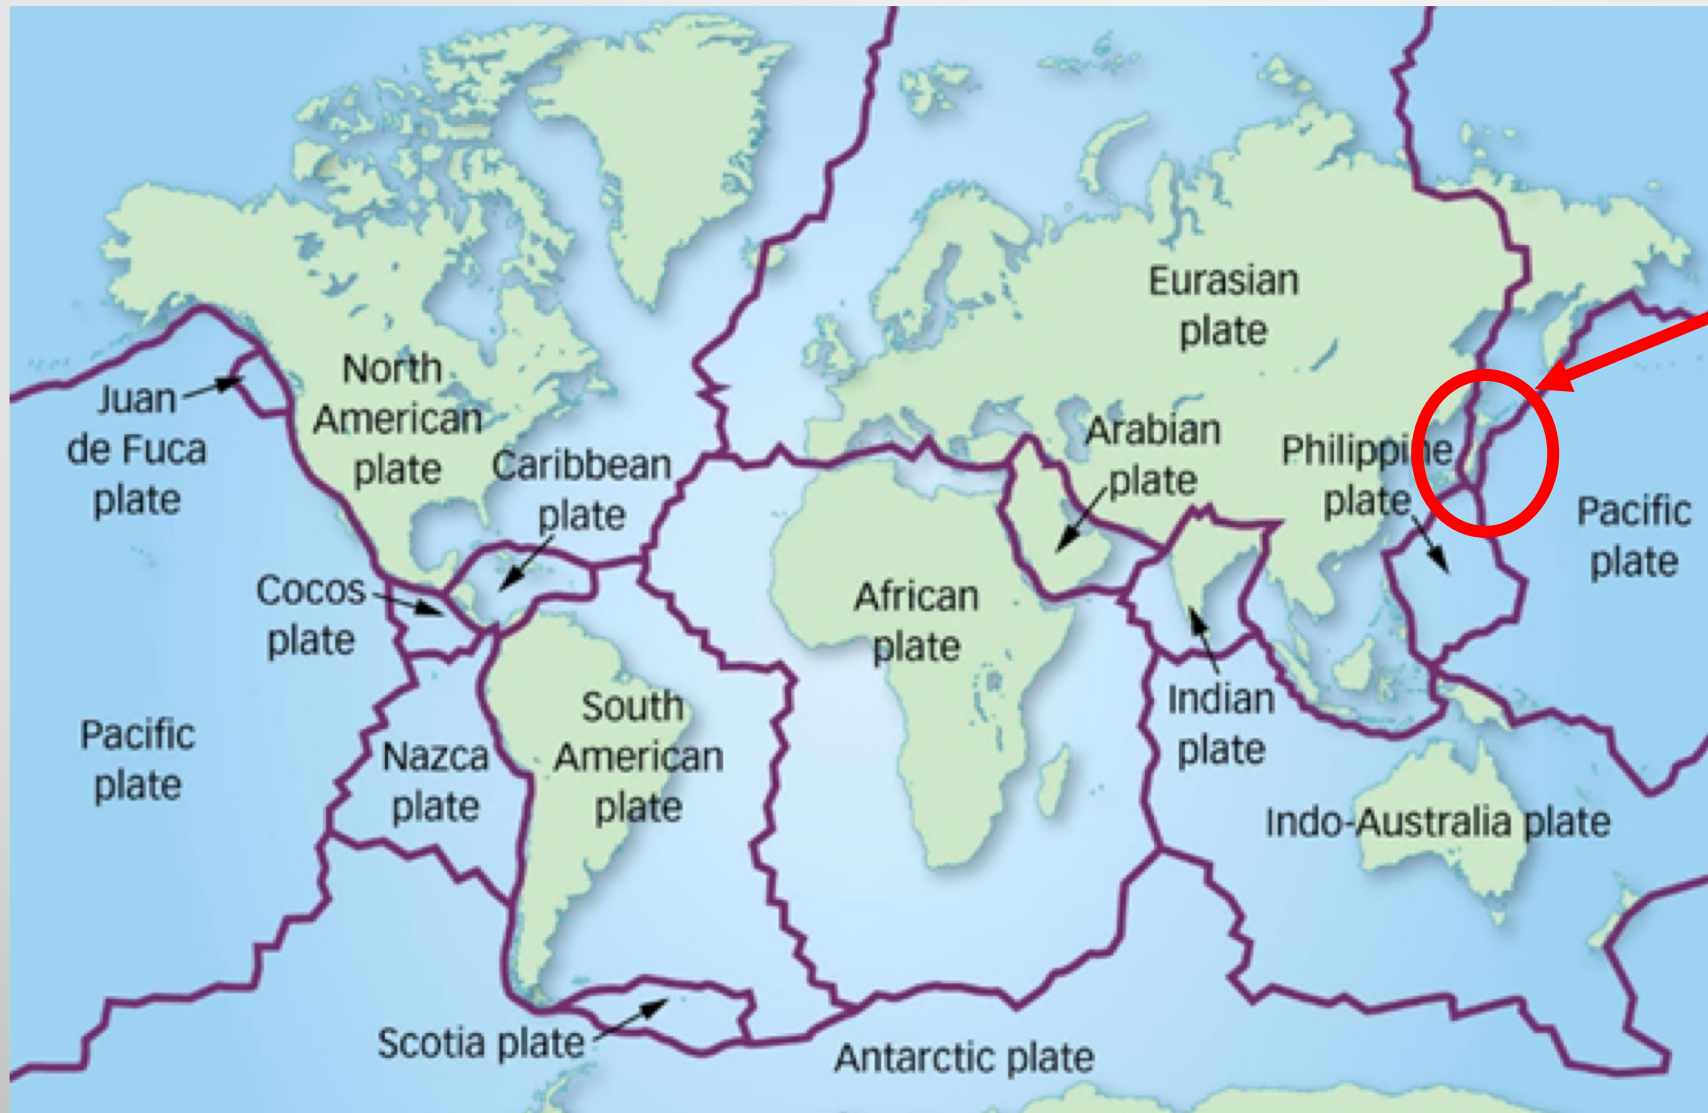 Eurasian
plate
North
American
plate
Juan
de Fuca
plate
Caribbean
plate
Arabian
plate
Philippine
plate
Pacific
plate
Cocos
plate
African
plate
Indian
plate
South
American
plate
Pacific
plate
Nazca
plate
Indo-Australia plate
Scotia plate
Antarctic plate